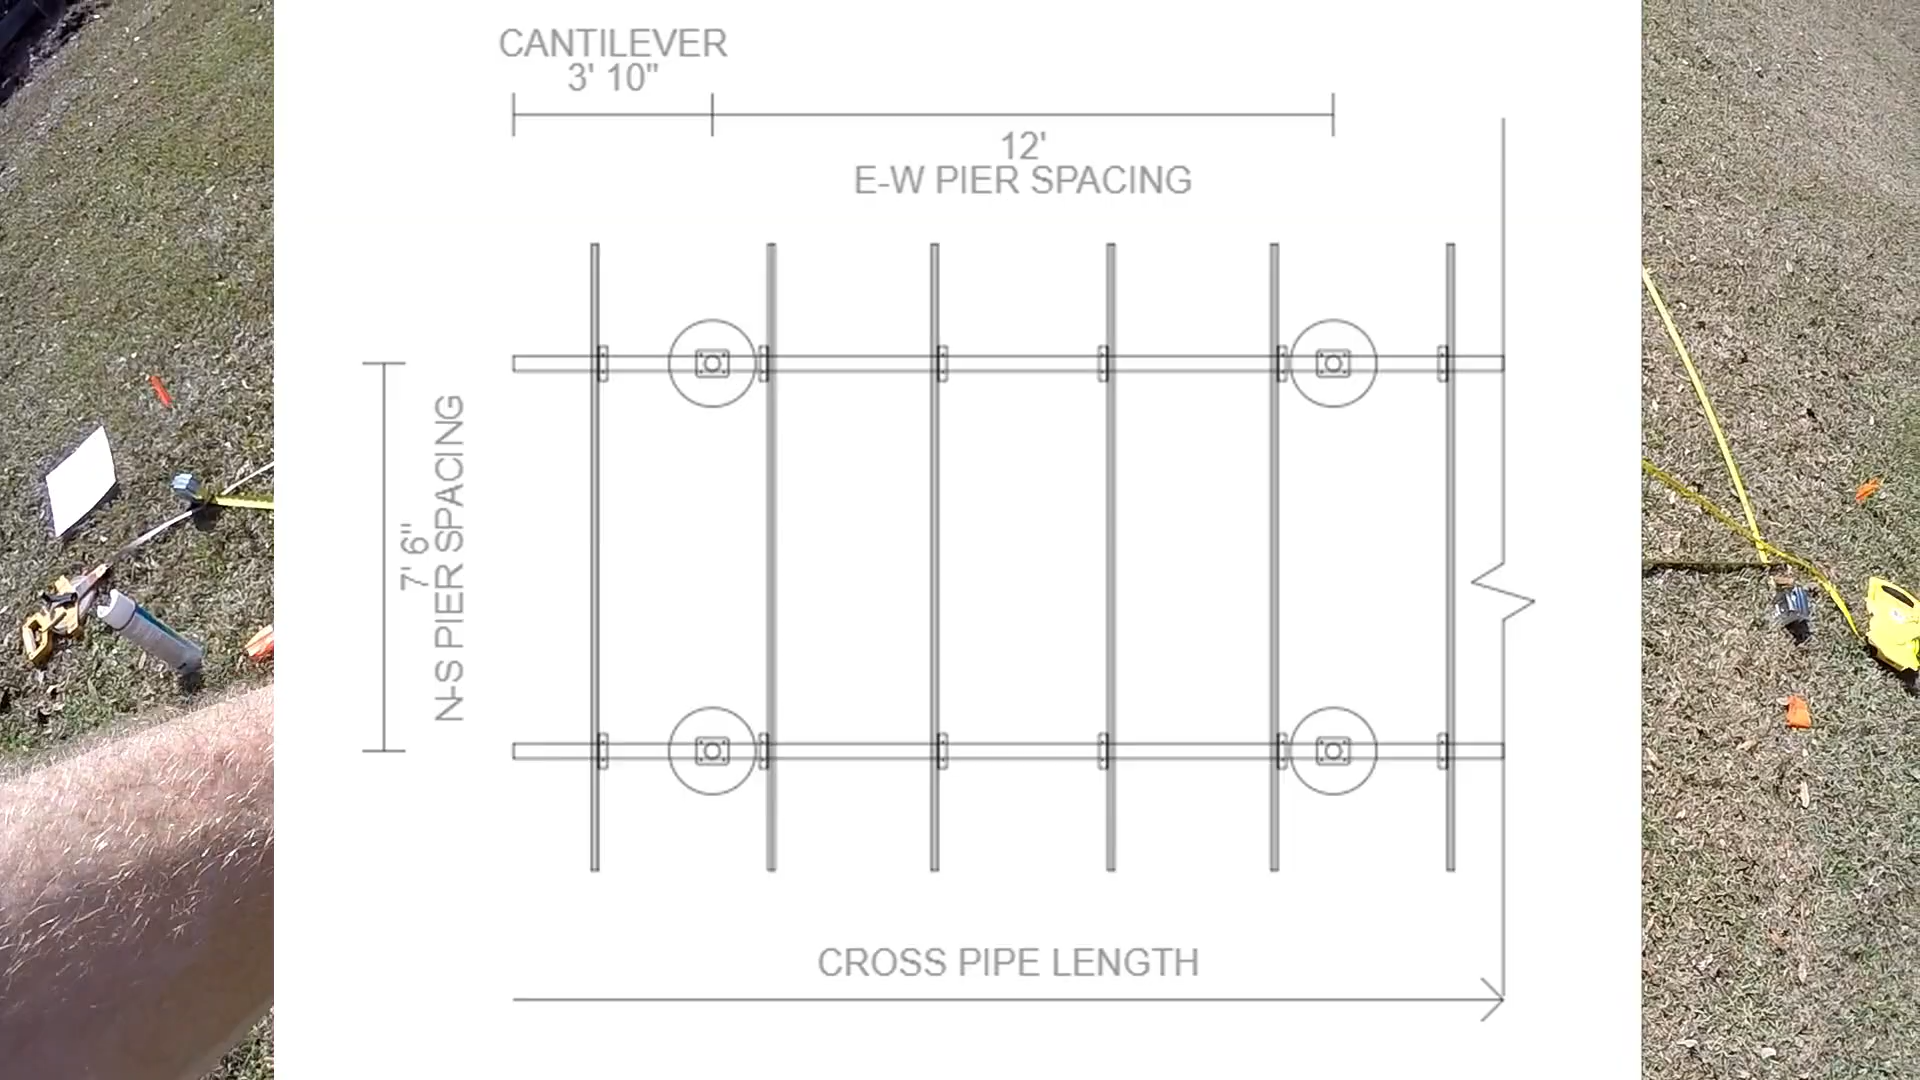 CANTILEVER
3' 10"
12'
E-W PIER SPACING
7' 6"
N-S PIER SPACING
CROSS PIPE LENGTH